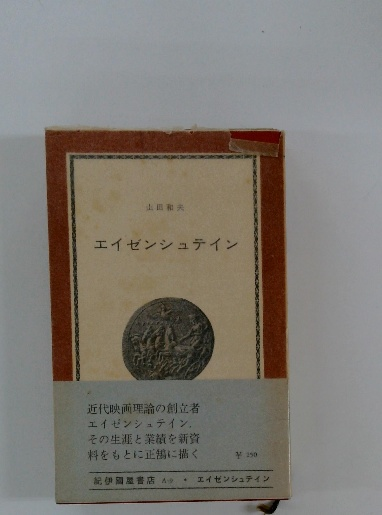 山田和夫
エイゼンシュテイン
近代映画理論の創立者
エイゼンシュテイン.
その生涯と業績を新資
料をもとに正鵠に描く
¥ 250
紀伊國屋書店
エイゼンシュテイン